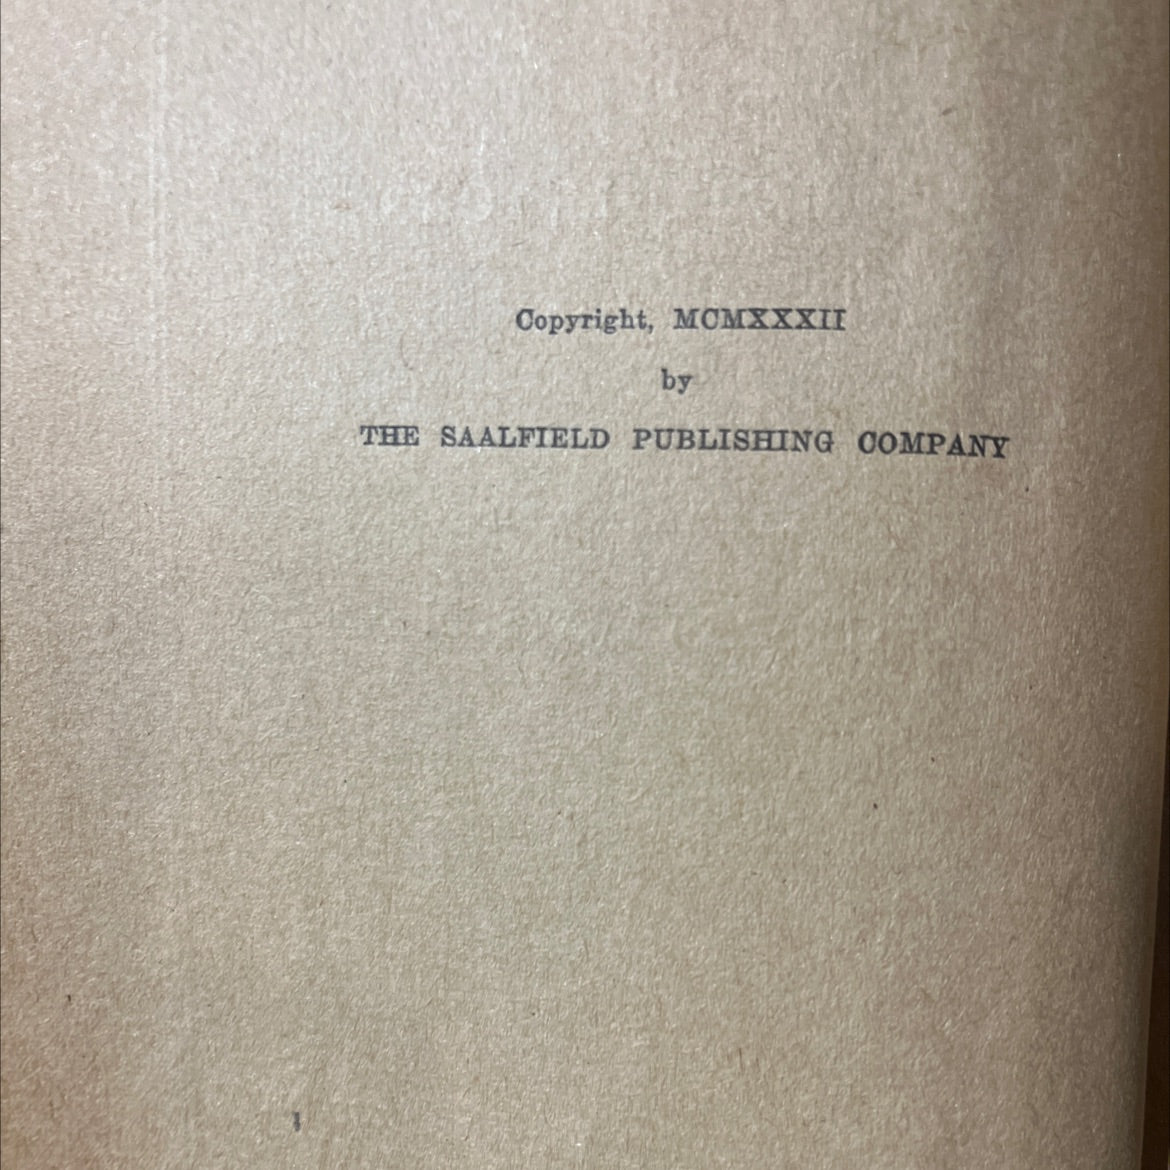 Copyright, MCMXXXII
by
THE SAALFIELD PUBLISHING COMPANY